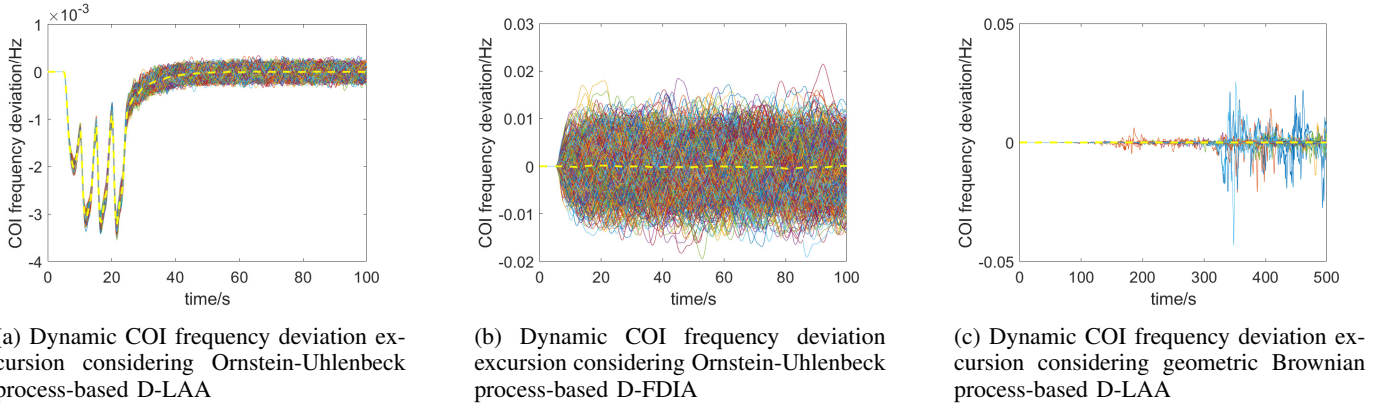 ×10⁻³
1
0
-1
-2
-3
-4
COI frequency deviation/Hz
0 20 40 60 80 100
time/s
0.03
0.02
0.01
0
-0.01
-0.02
COI frequency deviation/Hz
0 20 40 60 80 100
time/s
0.05
0
-0.05
COI frequency deviation/Hz
0 100 200 300 400 500
time/s
(a) Dynamic COI frequency deviation ex-
cursion considering Ornstein-Uhlenbeck
process-based D-LAA
(b) Dynamic COI frequency deviation
excursion considering Ornstein-Uhlenbeck
process-based D-FDIA
(c) Dynamic COI frequency deviation ex-
cursion considering geometric Brownian
process-based D-LAA